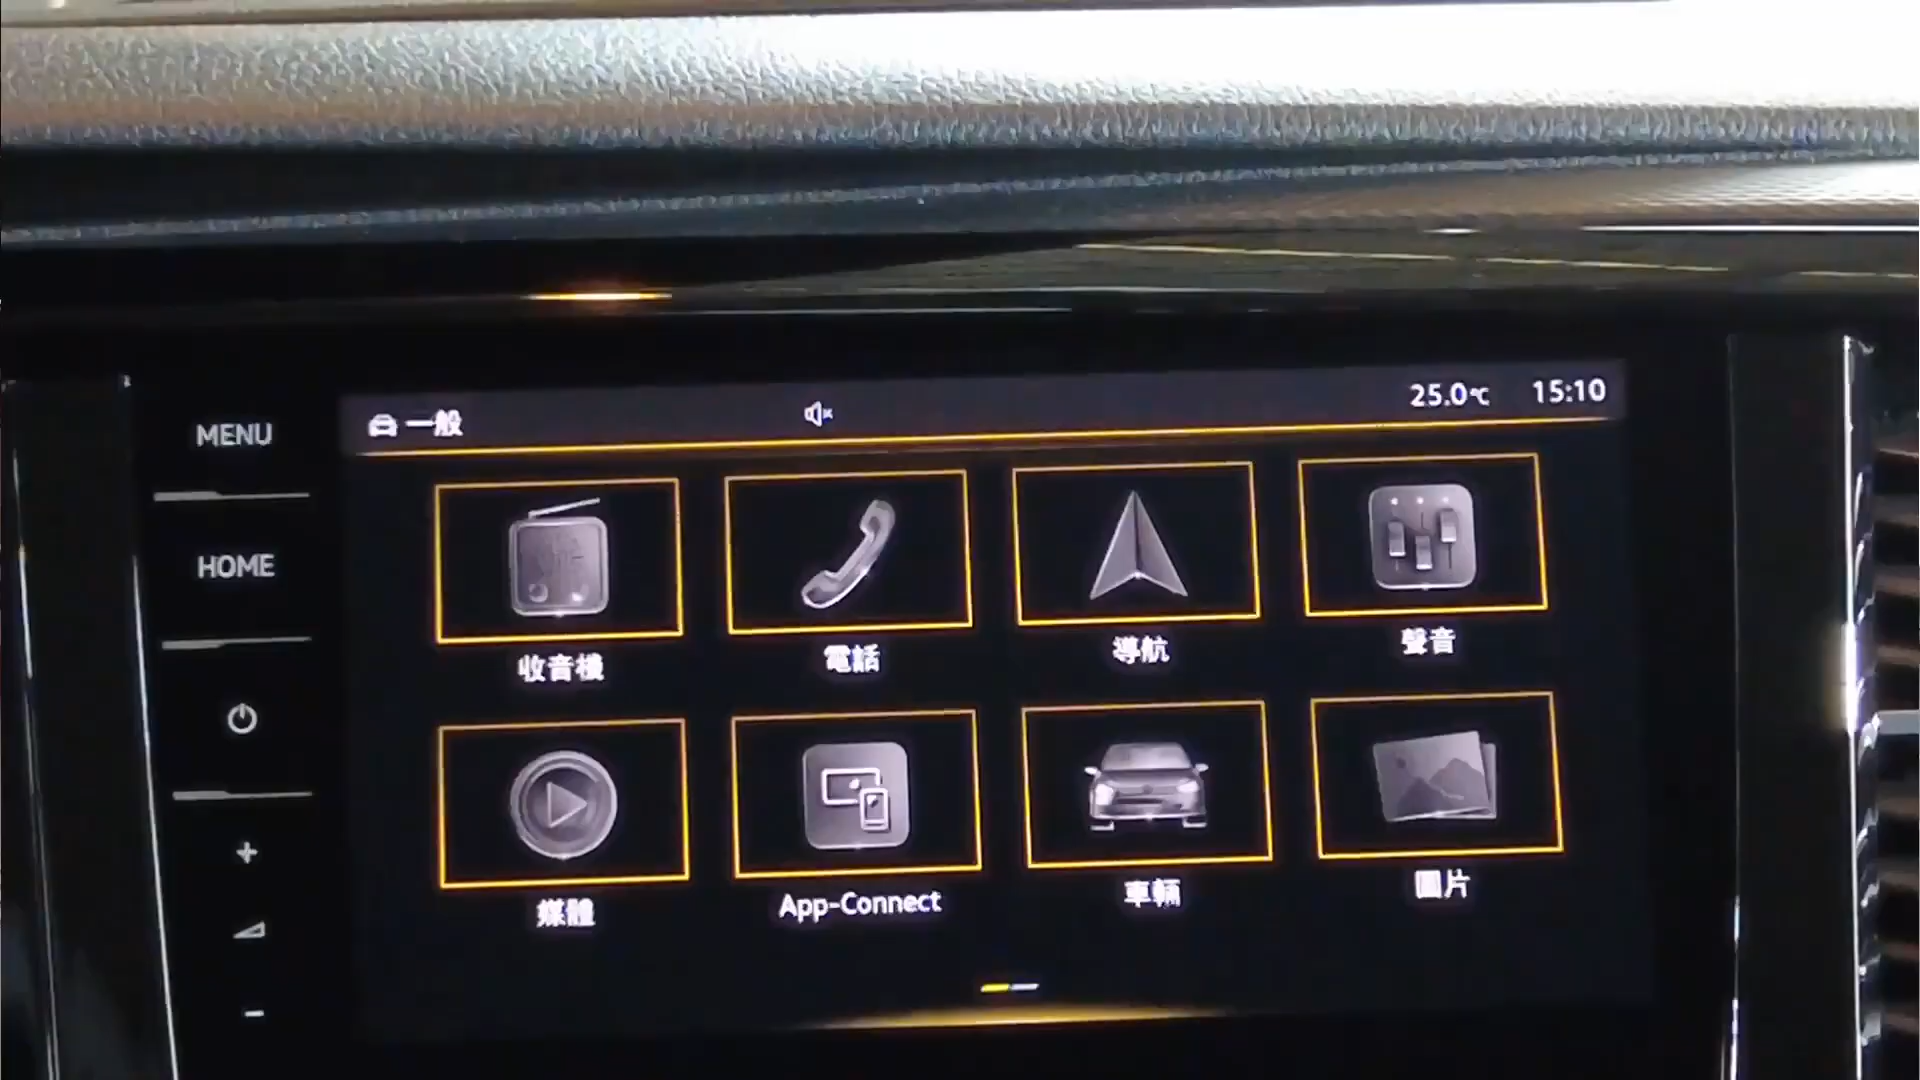 MENU
HOME
一般
25.0℃ 15:10
收音機 電話 導航 聲音
媒體 App-Connect 車輛 圖片